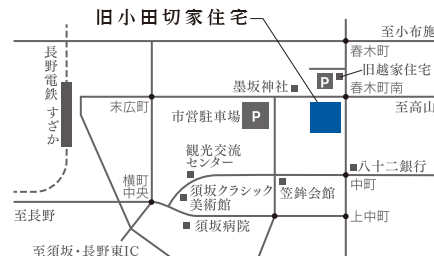 旧小田切家住宅
至小布施
春木町
長野電鉄 すざか
旧越家住宅
P
墨坂神社
春木町南
末広町
市営駐車場
P
至高山
観光交流
センター
八十二銀行
横町
中央
須坂クラシック
美術館
笠鉾会館
中町
至長野
須坂病院
上中町
至須坂・長野東IC